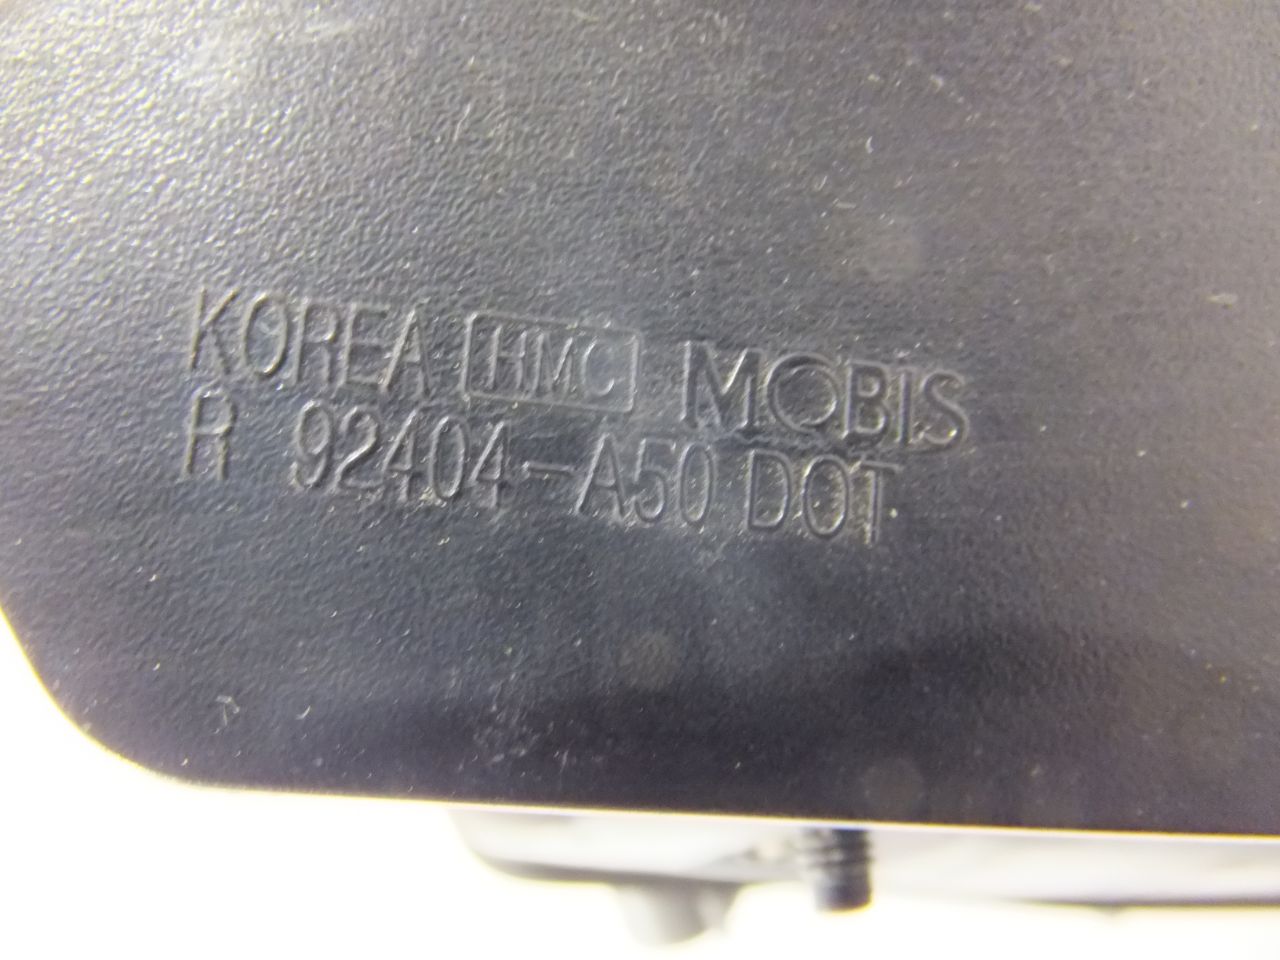 KOREA HMC MOBIS
R 92404-A50 DOT